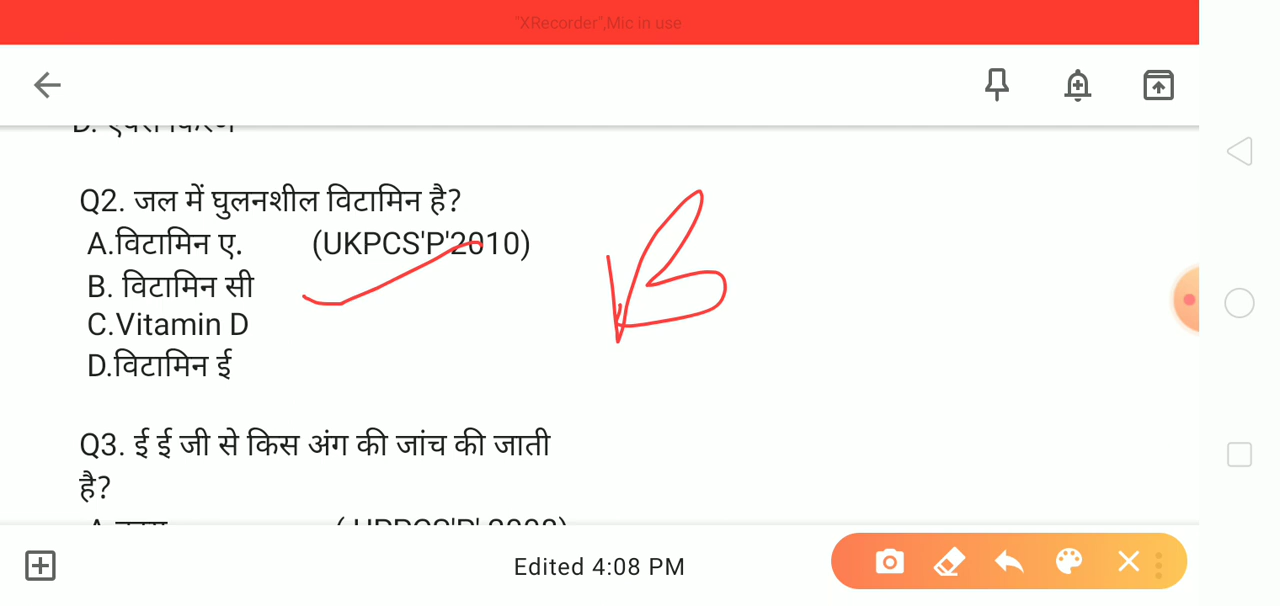 "XRecorder",Mic in use
Q2. जल में घुलनशील विटामिन है?
A.विटामिन ए. (UKPCS'P'2010)
B. विटामिन सी
C.Vitamin D
D.विटामिन ई
B
Q3. ई ई जी से किस अंग की जांच की जाती
है?
Edited 4:08 PM